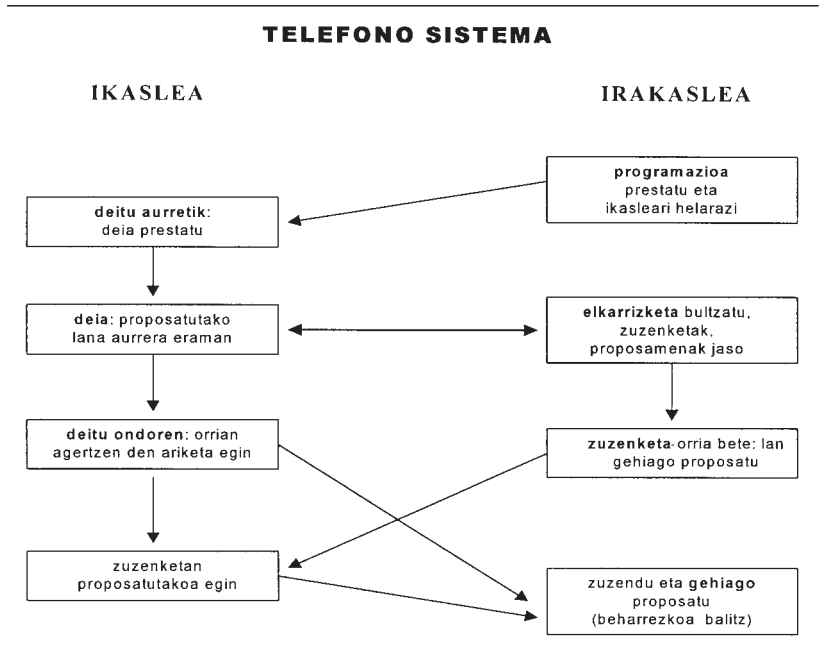 TELEFONO SISTEMA
IKASLEA
IRAKASLEA
programazioa
prestatu eta
ikasleari helarazi
deitu aurretik:
deia prestatu
deia: proposatutako
lana aurrera eraman
elkarrizketa bultzatu,
zuzenketak,
proposamenak jaso
deitu ondoren: orrian
agertzen den ariketa egin
zuzenketa-orria bete: lan
gehiago proposatu
zuzenketan
proposatutakoa egin
zuzendu eta gehiago
proposatu
(beharrezkoa balitz)